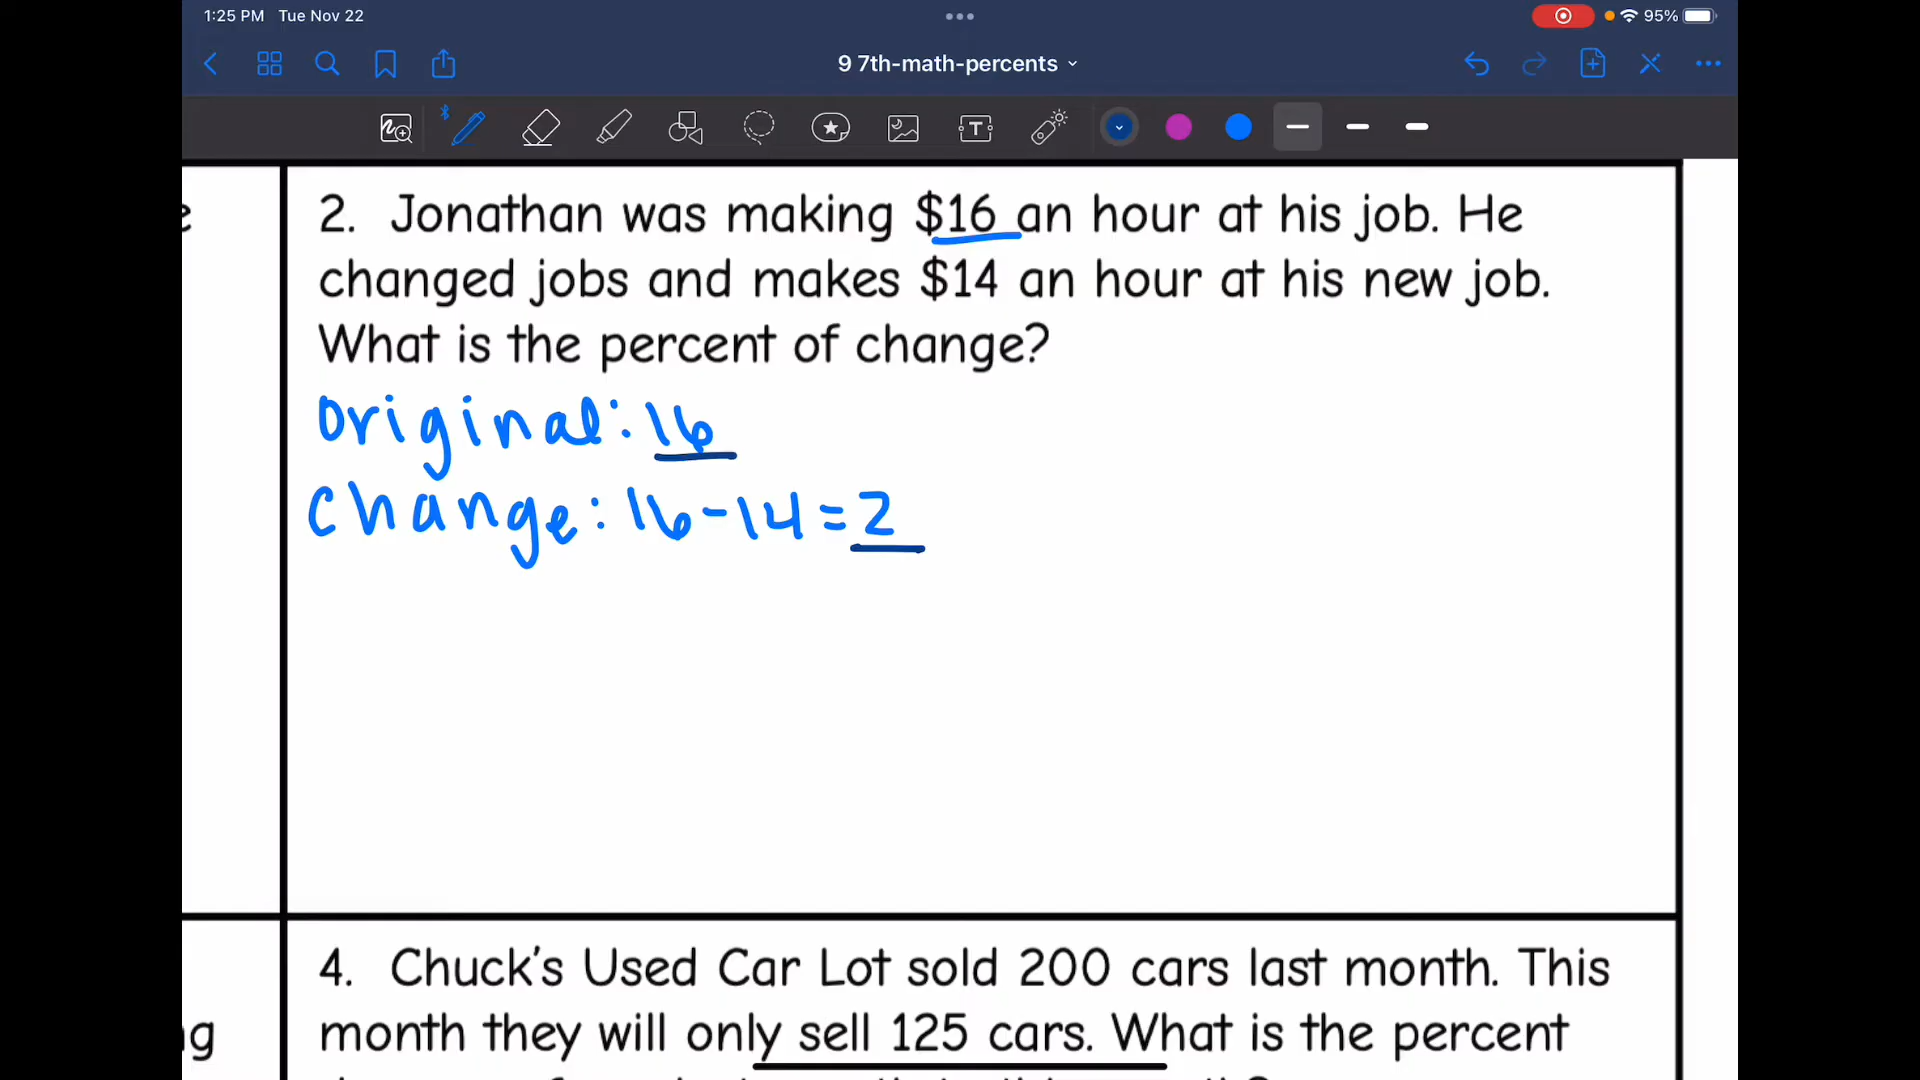 1:25 PM Tue Nov 22
95%
9 7th-math-percents
T
e
2. Jonathan was making $16 an hour at his job. He
changed jobs and makes $14 an hour at his new job.
What is the percent of change?
Original: 16
Change: 16-14=2
4. Chuck's Used Car Lot sold 200 cars last month. This
ng
month they will only sell 125 cars. What is the percent